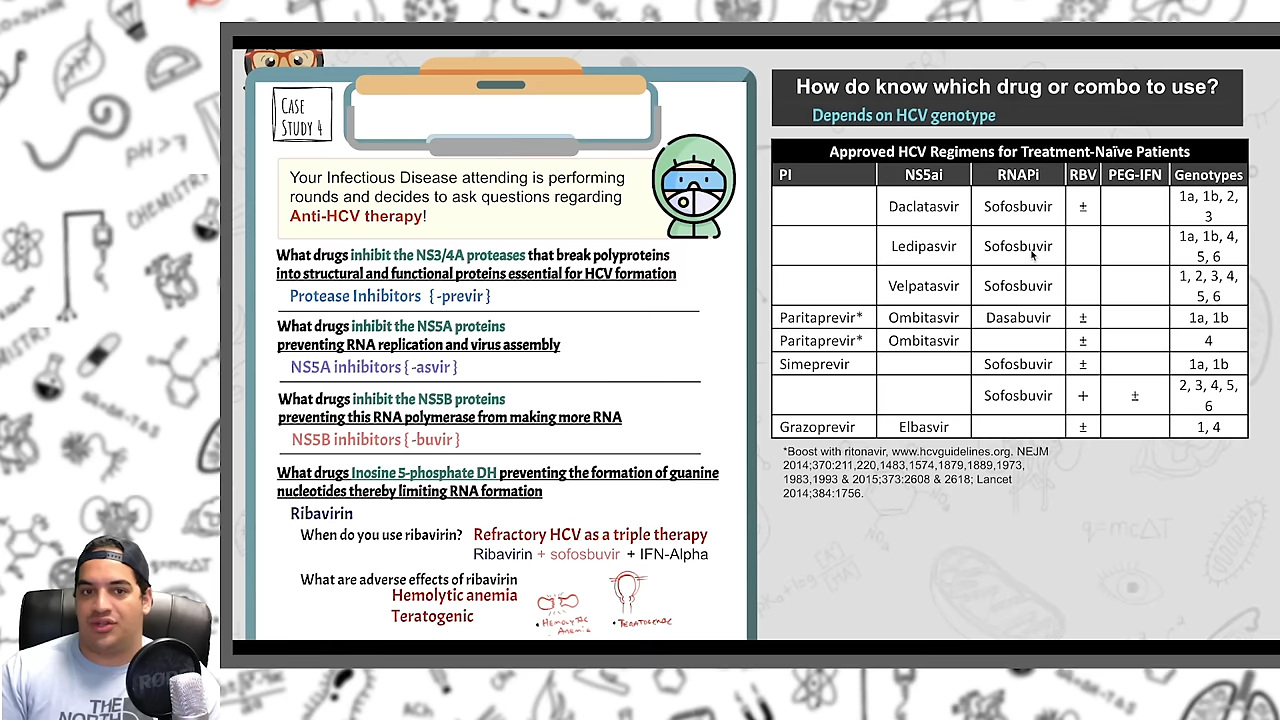 CASE
STUDY 4
Your Infectious Disease attending is performing
rounds and decides to ask questions regarding
Anti-HCV therapy!
What drugs inhibit the NS3/4A proteases that break polyproteins
into structural and functional proteins essential for HCV formation
Protease Inhibitors { -previr }
What drugs inhibit the NS5A proteins
preventing RNA replication and virus assembly
NS5A inhibitors { -asvir }
What drugs inhibit the NS5B proteins
preventing this RNA polymerase from making more RNA
NS5B inhibitors { -buvir }
What drugs Inosine 5-phosphate DH preventing the formation of guanine
nucleotides thereby limiting RNA formation
Ribavirin
When do you use ribavirin? Refractory HCV as a triple therapy
Ribavirin + sofosbuvir + IFN-Alpha
What are adverse effects of ribavirin
Hemolytic anemia
Teratogenic
• HEMOLYTIC
Anemia
• TERATOGENIC
How do know which drug or combo to use?
Depends on HCV genotype
Approved HCV Regimens for Treatment-Naïve Patients
PI NS5ai RNAPi RBV PEG-IFN Genotypes
Daclatasvir Sofosbuvir ± 1a, 1b, 2,
3
Ledipasvir Sofosbuvir 1a, 1b, 4,
5, 6
Velpatasvir Sofosbuvir 1, 2, 3, 4,
5, 6
Paritaprevir* Ombitasvir Dasabuvir ± 1a, 1b
Paritaprevir* Ombitasvir ± 4
Simeprevir Sofosbuvir ± 1a, 1b
Sofosbuvir + ± 2, 3, 4, 5,
6
Grazoprevir Elbasvir ± 1, 4
*Boost with ritonavir, www.hcvguidelines.org, NEJM
2014;370:211,220,1483,1574,1879,1889,1973,
1983,1993 & 2015;373:2608 & 2618; Lancet
2014;384:1756.
pH > 7
CHEMISTRY
q=mcΔT
THE
NORTH